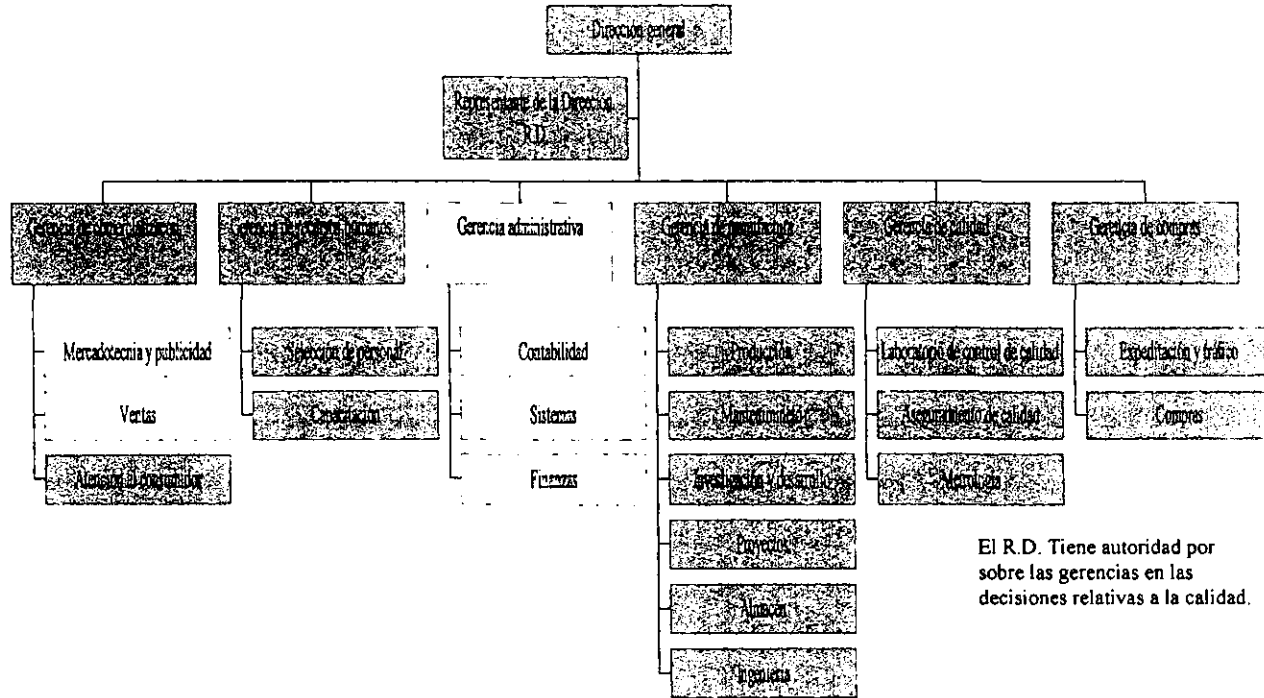 Dirección general
Representante de la Dirección
R.D.
Gerencia de comercialización
Gerencia de recursos humanos
Gerencia administrativa
Gerencia de manufactura
Gerencia de calidad
Gerencia de compras
Mercadotecnia y publicidad
Ventas
Atención al consumidor
Selección de personal
Capacitación
Contabilidad
Sistemas
Finanzas
Producción
Mantenimiento
Investigación y desarrollo
Proyectos
Almacén
Ingeniería
Laboratorio de control de calidad
Aseguramiento de calidad
Metrología
Expeditación y tráfico
Compras
El R.D. Tiene autoridad por
sobre las gerencias en las
decisiones relativas a la calidad.